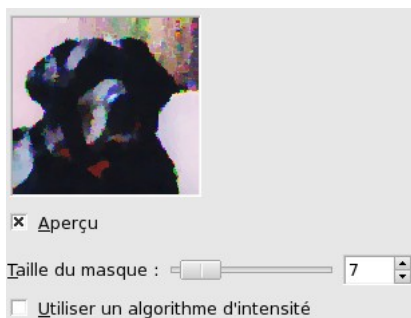 Aperçu
Taille du masque : 7
Utiliser un algorithme d'intensité